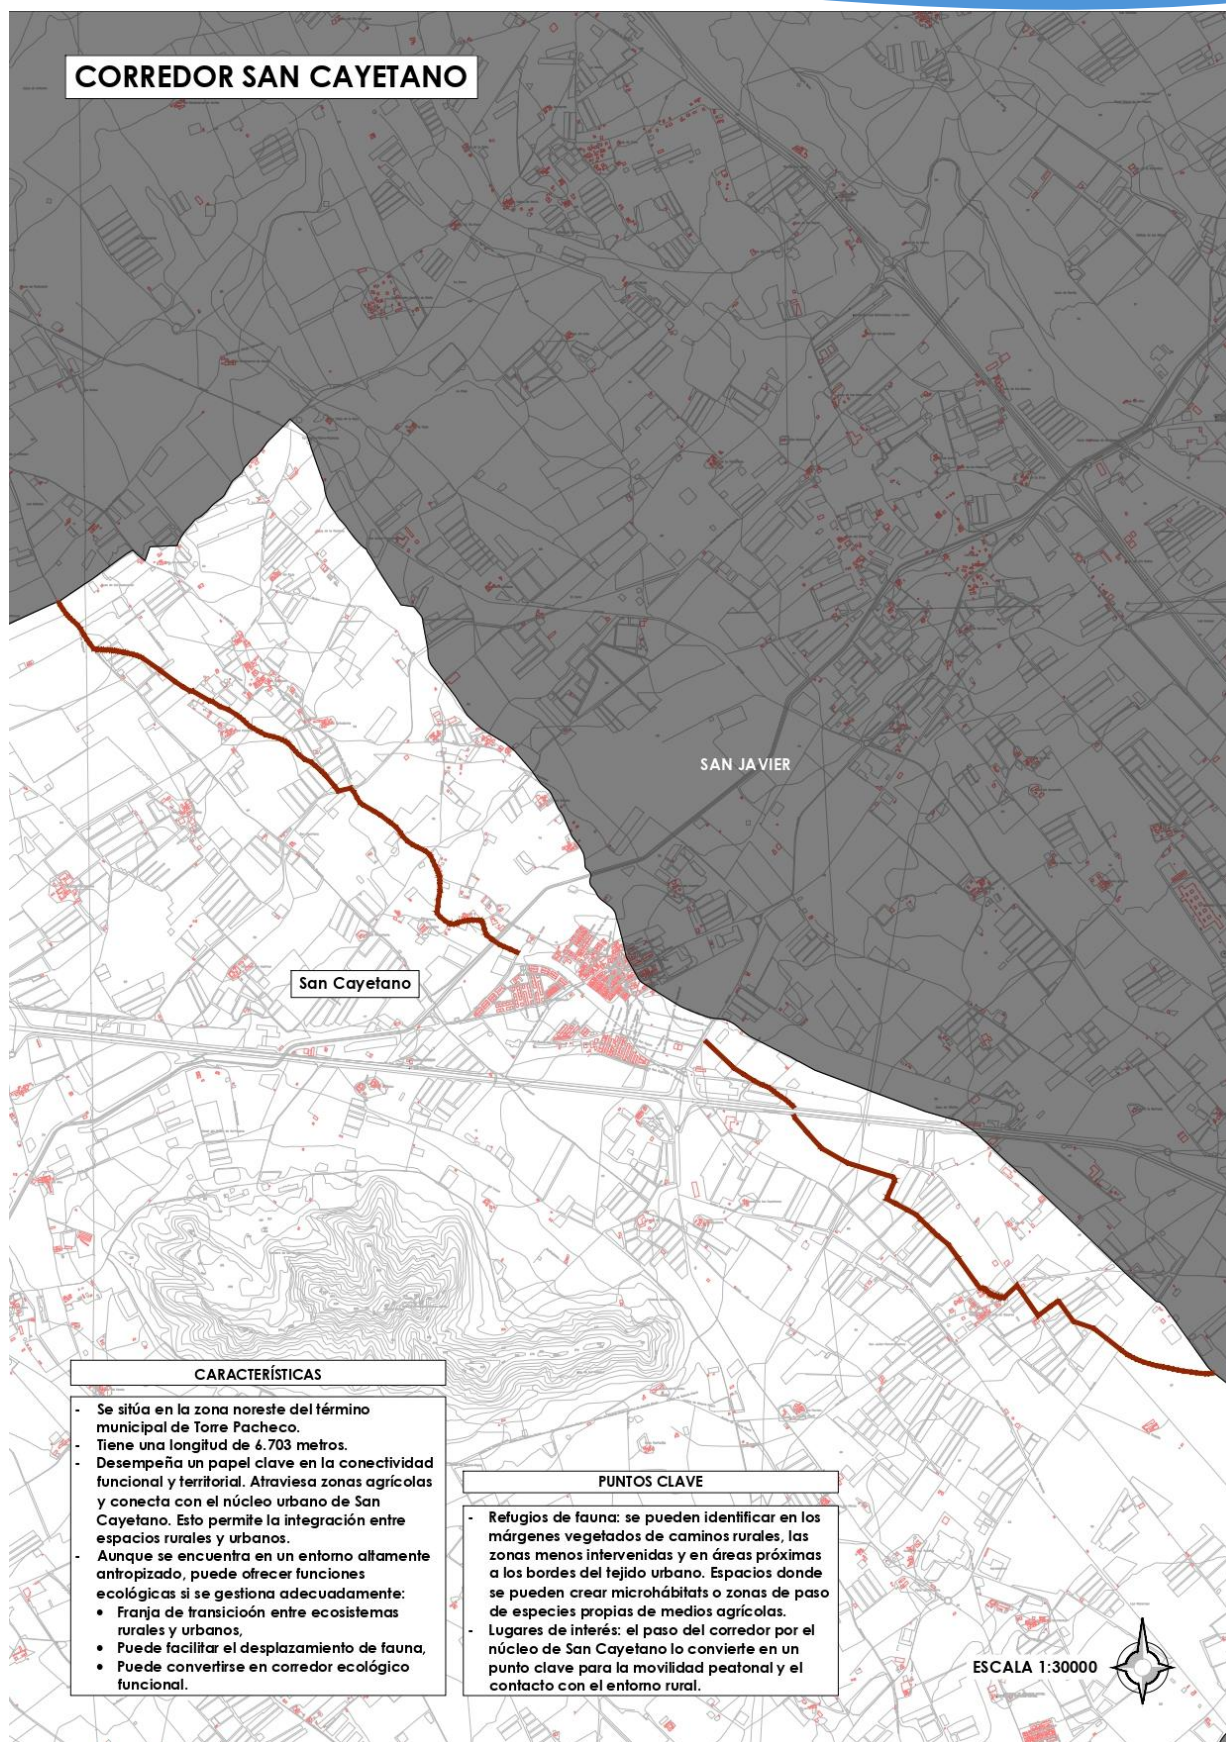 CORREDOR SAN CAYETANO
SAN JAVIER
San Cayetano
CARACTERÍSTICAS
- Se sitúa en la zona noreste del término
municipal de Torre Pacheco.
- Tiene una longitud de 6.703 metros.
- Desempeña un papel clave en la conectividad
funcional y territorial. Atraviesa zonas agrícolas
y conecta con el núcleo urbano de San
Cayetano. Esto permite la integración entre
espacios rurales y urbanos.
- Aunque se encuentra en un entorno altamente
antropizado, puede ofrecer funciones
ecológicas si se gestiona adecuadamente:
• Franja de transicioón entre ecosistemas
rurales y urbanos,
• Puede facilitar el desplazamiento de fauna,
• Puede convertirse en corredor ecológico
funcional.
PUNTOS CLAVE
- Refugios de fauna: se pueden identificar en los
márgenes vegetados de caminos rurales, las
zonas menos intervenidas y en áreas próximas
a los bordes del tejido urbano. Espacios donde
se pueden crear microhábitats o zonas de paso
de especies propias de medios agrícolas.
- Lugares de interés: el paso del corredor por el
núcleo de San Cayetano lo convierte en un
punto clave para la movilidad peatonal y el
contacto con el entorno rural.
ESCALA 1:30000